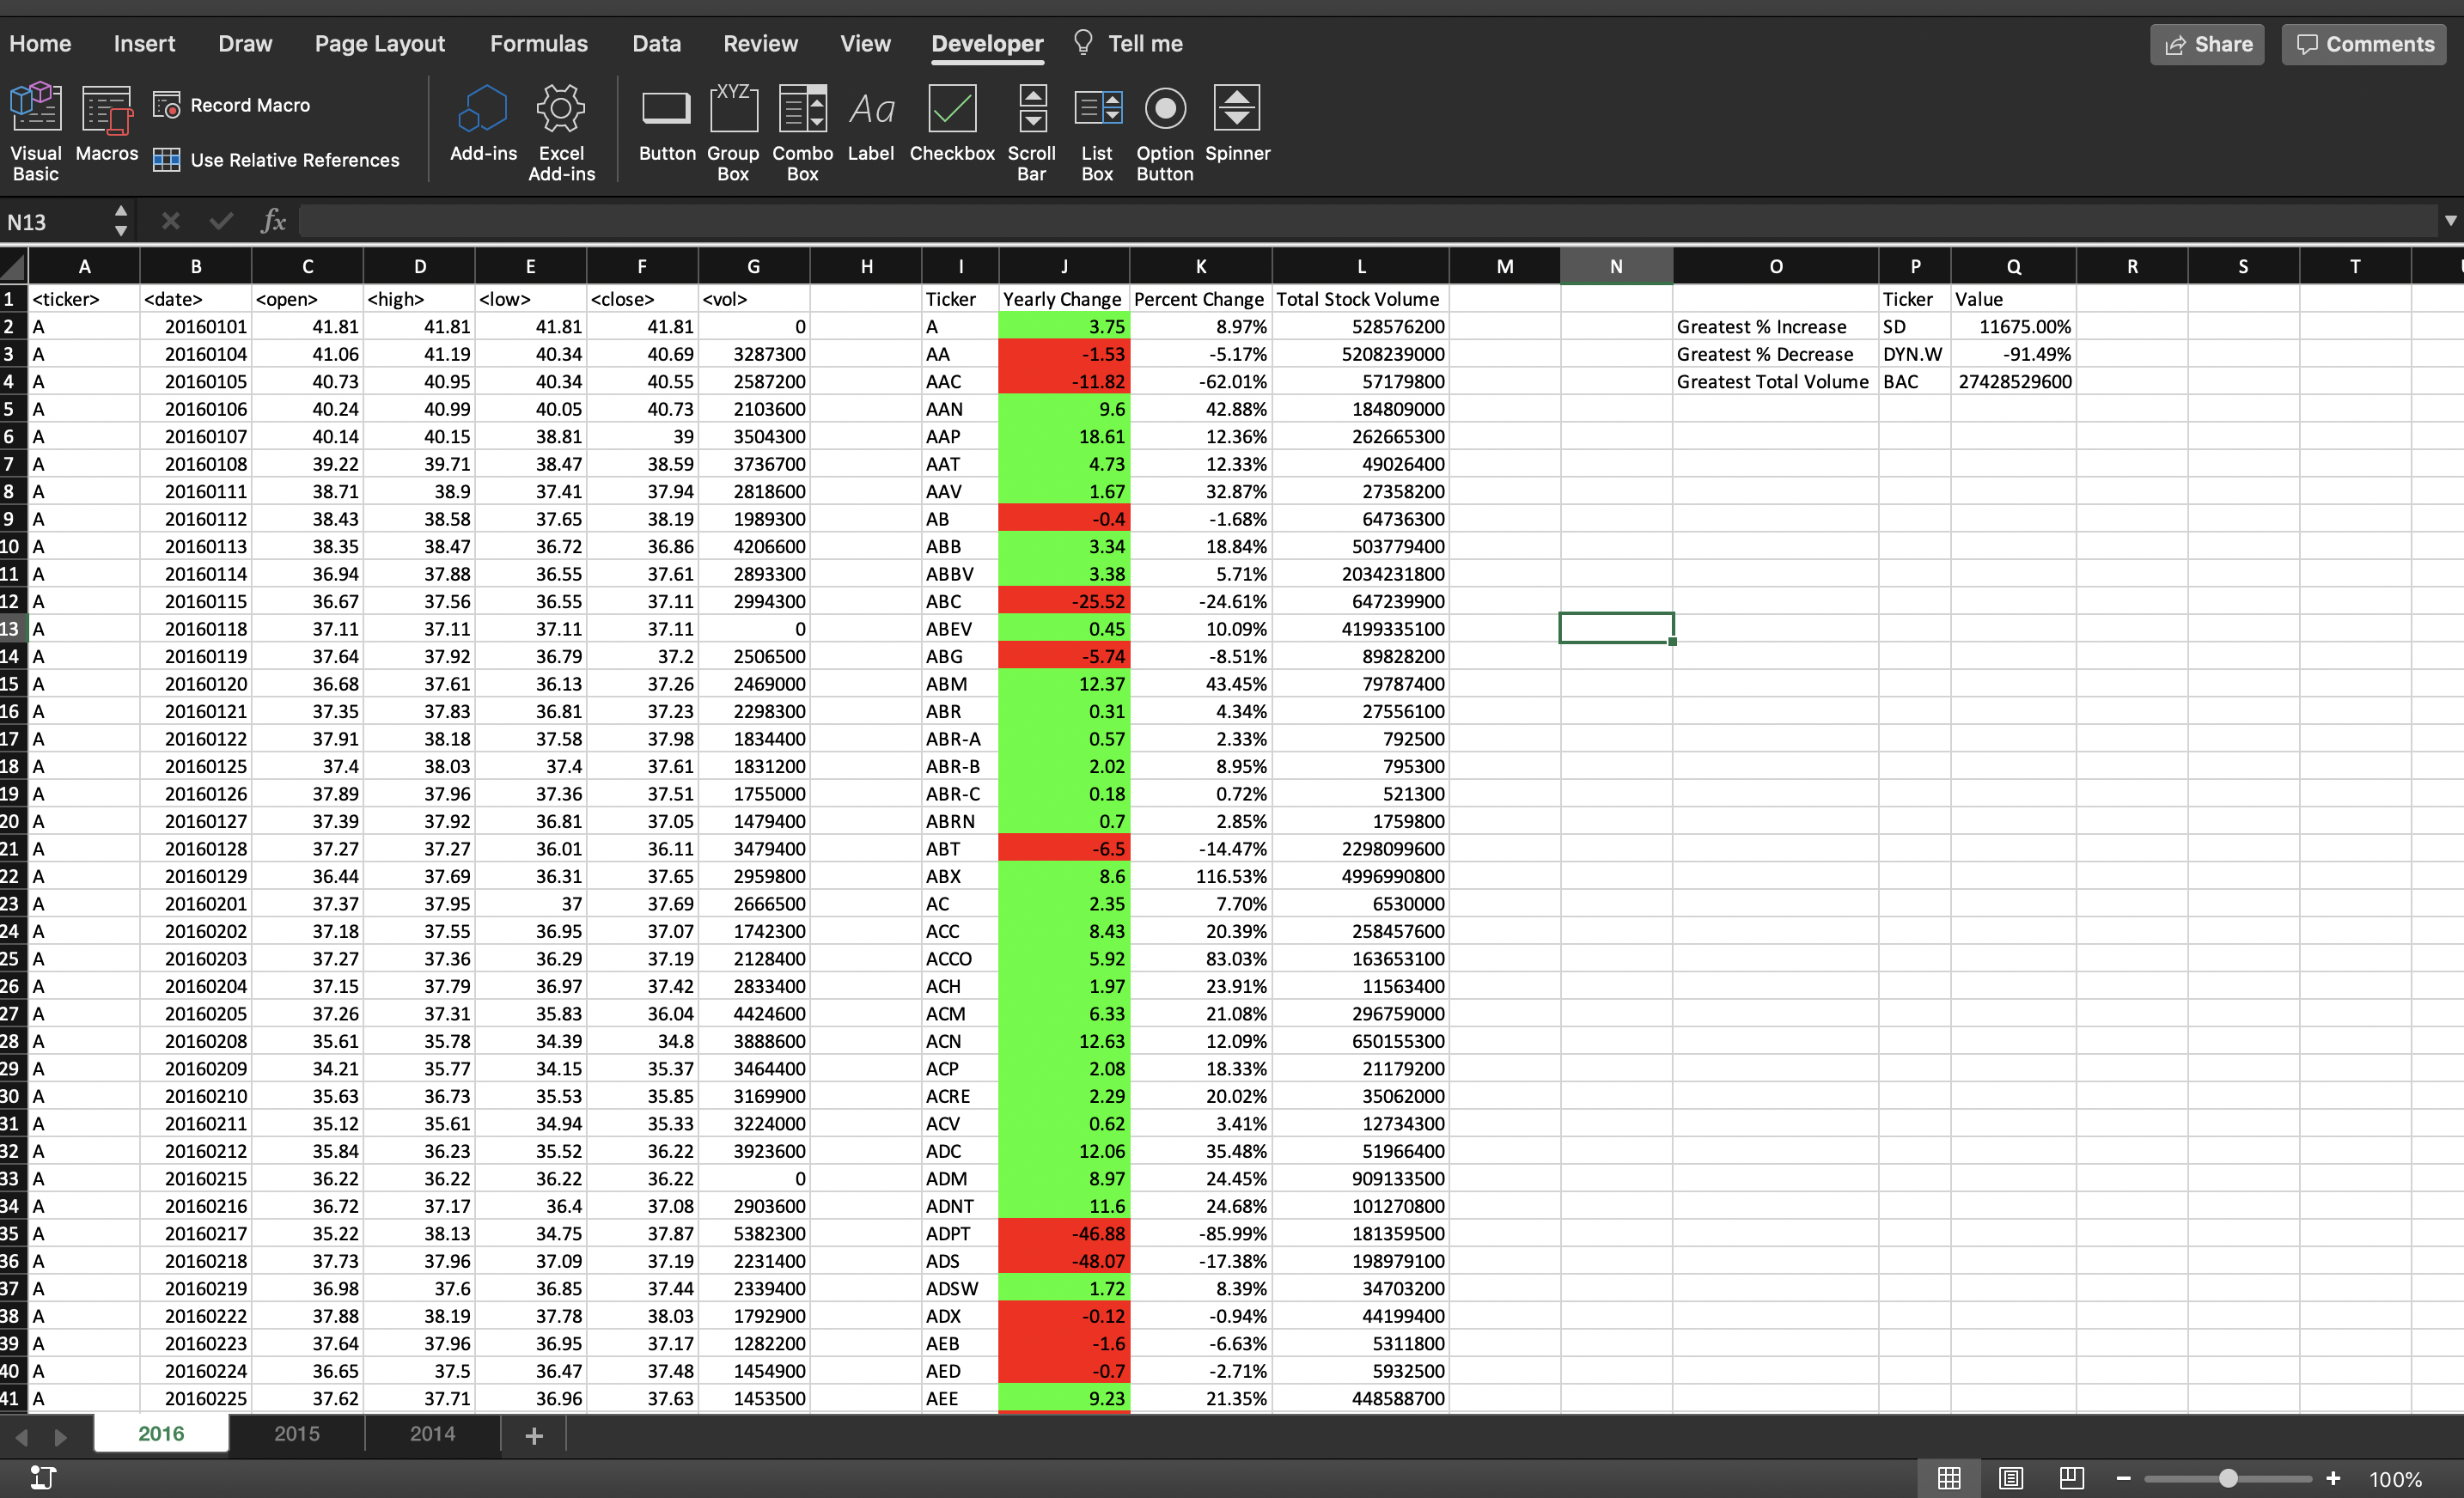 Home Insert Draw Page Layout Formulas Data Review View Developer Tell me Share Comments
Visual Basic Macros Record Macro Use Relative References Add-ins Excel Add-ins Button Group Box XYZ Combo Box Aa Label Checkbox Scroll Bar List Box Option Button Spinner
N13 fx
A B C D E F G H I J K L M N O P Q R S T
1 <ticker> <date> <open> <high> <low> <close> <vol> Ticker Yearly Change Percent Change Total Stock Volume Ticker Value
2 A 20160101 41.81 41.81 41.81 41.81 0 A 3.75 8.97% 528576200 Greatest % Increase SD 11675.00%
3 A 20160104 41.06 41.19 40.34 40.69 3287300 AA -1.53 -5.17% 5208239000 Greatest % Decrease DYN.W -91.49%
4 A 20160105 40.73 40.95 40.34 40.55 2587200 AAC -11.82 -62.01% 57179800 Greatest Total Volume BAC 27428529600
5 A 20160106 40.24 40.99 40.05 40.73 2103600 AAN 9.6 42.88% 184809000
6 A 20160107 40.14 40.15 38.81 39 3504300 AAP 18.61 12.36% 262665300
7 A 20160108 39.22 39.71 38.47 38.59 3736700 AAT 4.73 12.33% 49026400
8 A 20160111 38.71 38.9 37.41 37.94 2818600 AAV 1.67 32.87% 27358200
9 A 20160112 38.43 38.58 37.65 38.19 1989300 AB -0.4 -1.68% 64736300
10 A 20160113 38.35 38.47 36.72 36.86 4206600 ABB 3.34 18.84% 503779400
11 A 20160114 36.94 37.88 36.55 37.61 2893300 ABBV 3.38 5.71% 2034231800
12 A 20160115 36.67 37.56 36.55 37.11 2994300 ABC -25.52 -24.61% 647239900
13 A 20160118 37.11 37.11 37.11 37.11 0 ABEV 0.45 10.09% 4199335100
14 A 20160119 37.64 37.92 36.79 37.2 2506500 ABG -5.74 -8.51% 89828200
15 A 20160120 36.68 37.61 36.13 37.26 2469000 ABM 12.37 43.45% 79787400
16 A 20160121 37.35 37.83 36.81 37.23 2298300 ABR 0.31 4.34% 27556100
17 A 20160122 37.91 38.18 37.58 37.98 1834400 ABR-A 0.57 2.33% 792500
18 A 20160125 37.4 38.03 37.4 37.61 1831200 ABR-B 2.02 8.95% 795300
19 A 20160126 37.89 37.96 37.36 37.51 1755000 ABR-C 0.18 0.72% 521300
20 A 20160127 37.39 37.92 36.81 37.05 1479400 ABRN 0.7 2.85% 1759800
21 A 20160128 37.27 37.27 36.01 36.11 3479400 ABT -6.5 -14.47% 2298099600
22 A 20160129 36.44 37.69 36.31 37.65 2959800 ABX 8.6 116.53% 4996990800
23 A 20160201 37.37 37.95 37 37.69 2666500 AC 2.35 7.70% 6530000
24 A 20160202 37.18 37.55 36.95 37.07 1742300 ACC 8.43 20.39% 258457600
25 A 20160203 37.27 37.36 36.29 37.19 2128400 ACCO 5.92 83.03% 163653100
26 A 20160204 37.15 37.79 36.97 37.42 2833400 ACH 1.97 23.91% 11563400
27 A 20160205 37.26 37.31 35.83 36.04 4424600 ACM 6.33 21.08% 296759000
28 A 20160208 35.61 35.78 34.39 34.8 3888600 ACN 12.63 12.09% 650155300
29 A 20160209 34.21 35.77 34.15 35.37 3464400 ACP 2.08 18.33% 21179200
30 A 20160210 35.63 36.73 35.53 35.85 3169900 ACRE 2.29 20.02% 35062000
31 A 20160211 35.12 35.61 34.94 35.33 3224000 ACV 0.62 3.41% 12734300
32 A 20160212 35.84 36.23 35.52 36.22 3923600 ADC 12.06 35.48% 51966400
33 A 20160215 36.22 36.22 36.22 36.22 0 ADM 8.97 24.45% 909133500
34 A 20160216 36.72 37.17 36.4 37.08 2903600 ADNT 11.6 24.68% 101270800
35 A 20160217 35.22 38.13 34.75 37.87 5382300 ADPT -46.88 -85.99% 181359500
36 A 20160218 37.73 37.96 37.09 37.19 2231400 ADS -48.07 -17.38% 198979100
37 A 20160219 36.98 37.6 36.85 37.44 2339400 ADSW 1.72 8.39% 34703200
38 A 20160222 37.88 38.19 37.78 38.03 1792900 ADX -0.12 -0.94% 44199400
39 A 20160223 37.64 37.96 36.95 37.17 1282200 AEB -1.6 -6.63% 5311800
40 A 20160224 36.65 37.5 36.47 37.48 1454900 AED -0.7 -2.71% 5932500
41 A 20160225 37.62 37.71 36.96 37.63 1453500 AEE 9.23 21.35% 448588700
2016 2015 2014 +
100%